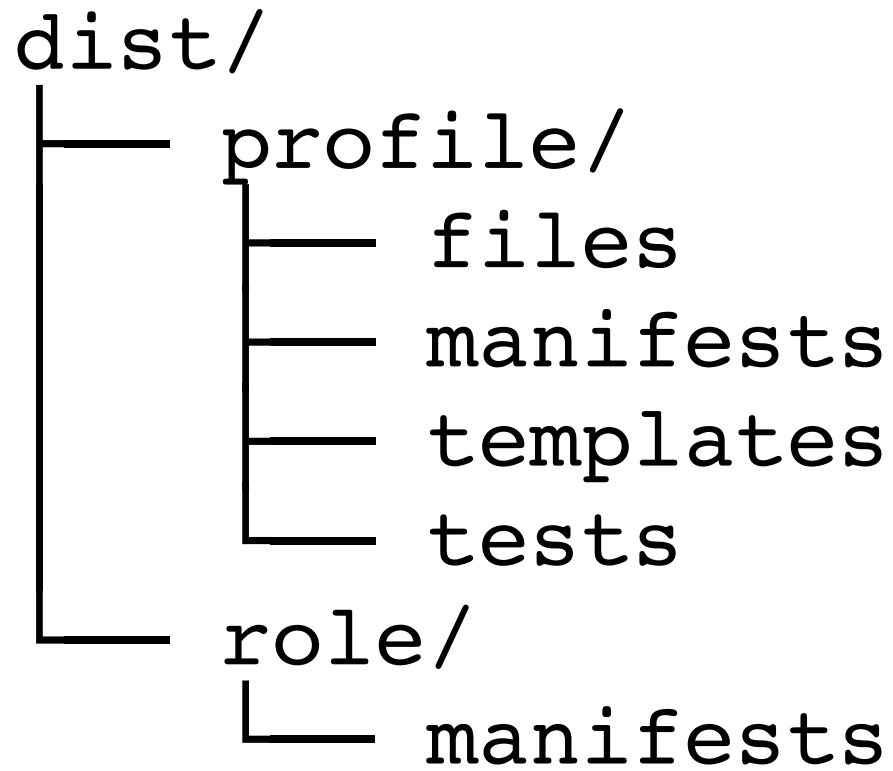 dist/
profile/
files
manifests
templates
tests
role/
manifests